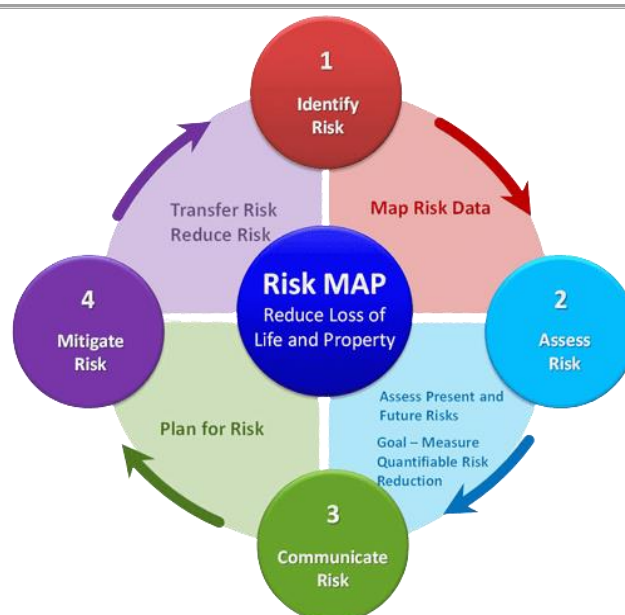 1
Identify
Risk
Transfer Risk
Reduce Risk
Map Risk Data
Risk MAP
Reduce Loss of
Life and Property
4
Mitigate
Risk
2
Assess
Risk
Plan for Risk
Assess Present and
Future Risks
Goal – Measure
Quantifiable Risk
Reduction
3
Communicate
Risk